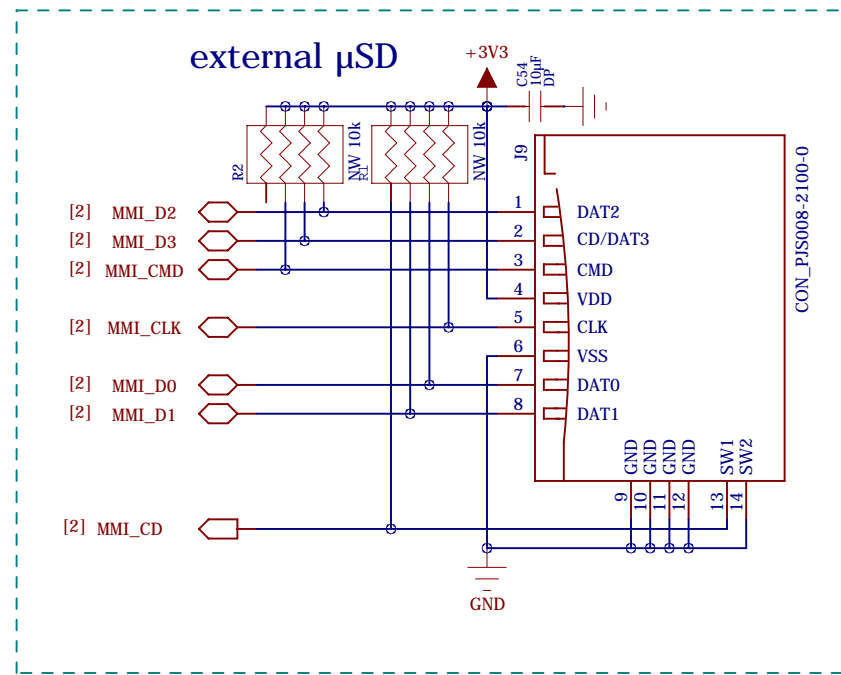 external µSD
+3V3
C54
10µF
DP
R2
NW 10k
R1
NW 10k
J9
CON_PJS008-2100-0
[2] MMI_D2
1
DAT2
[2] MMI_D3
2
CD/DAT3
[2] MMI_CMD
3
CMD
4
VDD
[2] MMI_CLK
5
CLK
6
VSS
[2] MMI_D0
7
DAT0
[2] MMI_D1
8
DAT1
GND
GND
GND
GND
SW1
SW2
9
10
11
12
13
14
[2] MMI_CD
GND